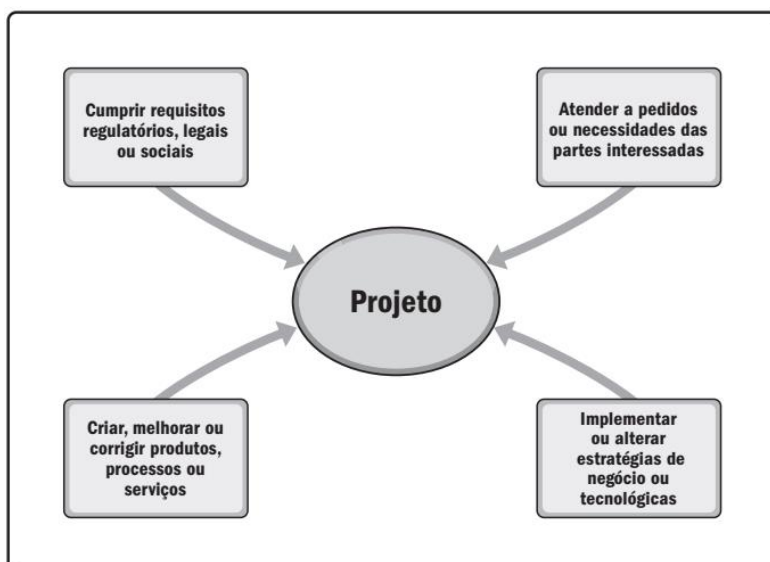 Cumprir requisitos
regulatórios, legais
ou sociais
Atender a pedidos
ou necessidades das
partes interessadas
Projeto
Criar, melhorar ou
corrigir produtos,
processos ou
serviços
Implementar
ou alterar
estratégias de
negócio ou
tecnológicas